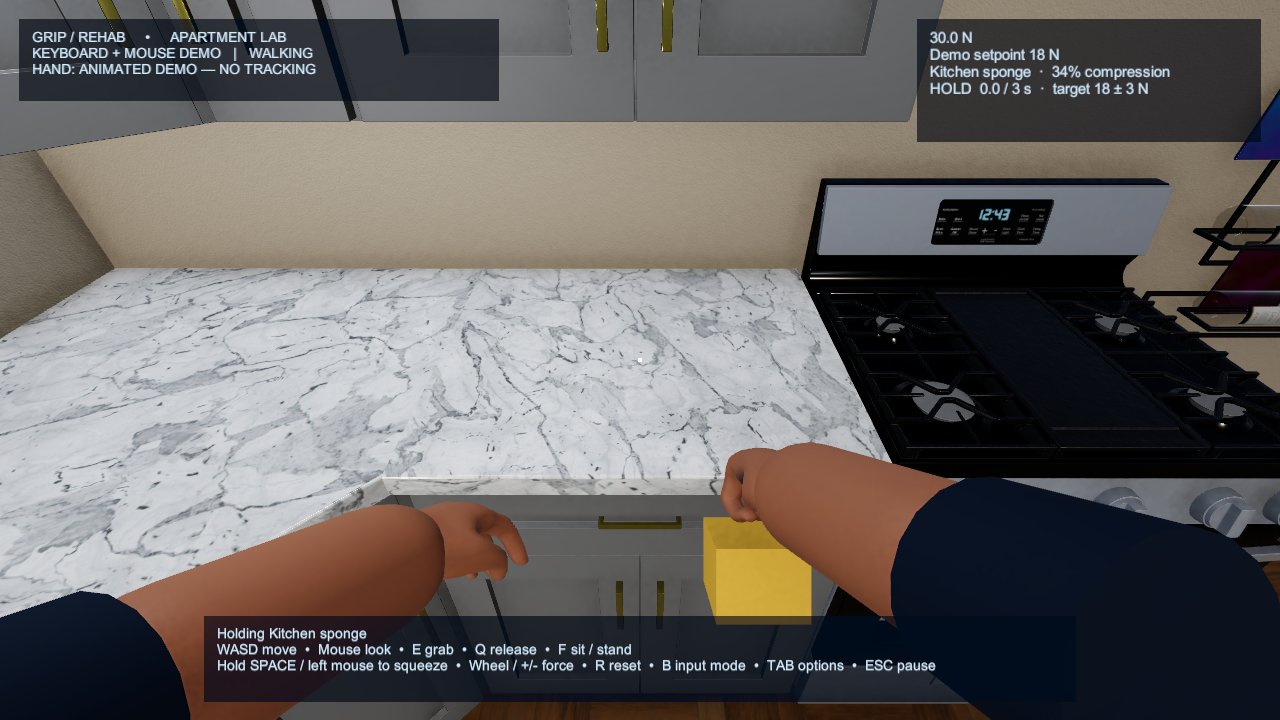 GRIP / REHAB • APARTMENT LAB
KEYBOARD + MOUSE DEMO | WALKING
HAND: ANIMATED DEMO — NO TRACKING
30.0 N
Demo setpoint 18 N
Kitchen sponge · 34% compression
HOLD 0.0 / 3 s · target 18 ± 3 N
12:43
Holding Kitchen sponge
WASD move • Mouse look • E grab • Q release • F sit / stand
Hold SPACE / left mouse to squeeze • Wheel / +/- force • R reset • B input mode • TAB options • ESC pause